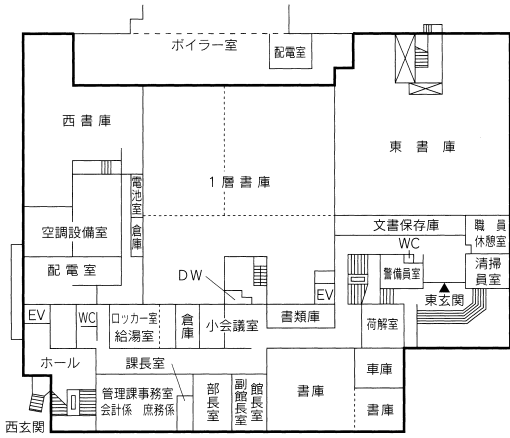 ボイラー室
配電室
西書庫
東書庫
1層書庫
電池室
倉庫
空調設備室
配電室
文書保存庫
職員
休憩室
WC
警備員室
清掃
員室
DW
EV
東玄関
EV
WC
ロッカー室
給湯室
倉庫
小会議室
書類庫
荷解室
ホール
課長室
車庫
管理課事務室
会計係 庶務係
部長室
副館長室
館長室
書庫
書庫
西玄関